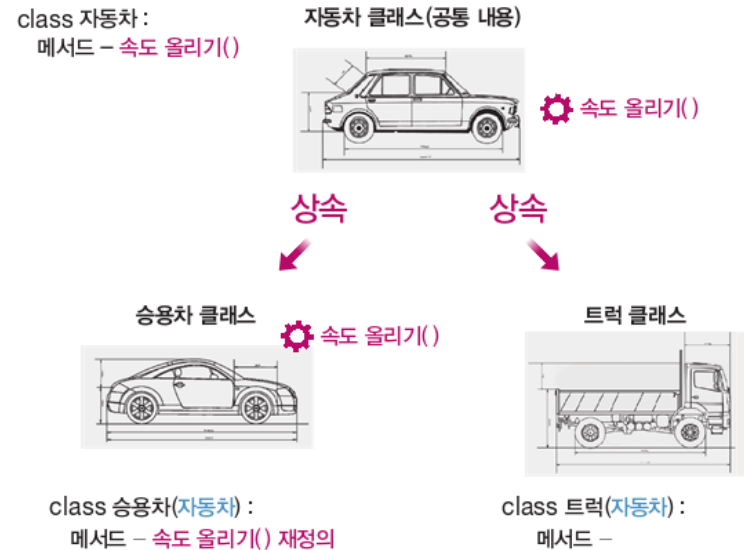 class 자동차 :
메서드 – 속도 올리기( )
자동차 클래스(공통 내용)
속도 올리기( )
상속
상속
승용차 클래스
속도 올리기( )
트럭 클래스
class 승용차(자동차) :
메서드 – 속도 올리기( ) 재정의
class 트럭(자동차) :
메서드 –